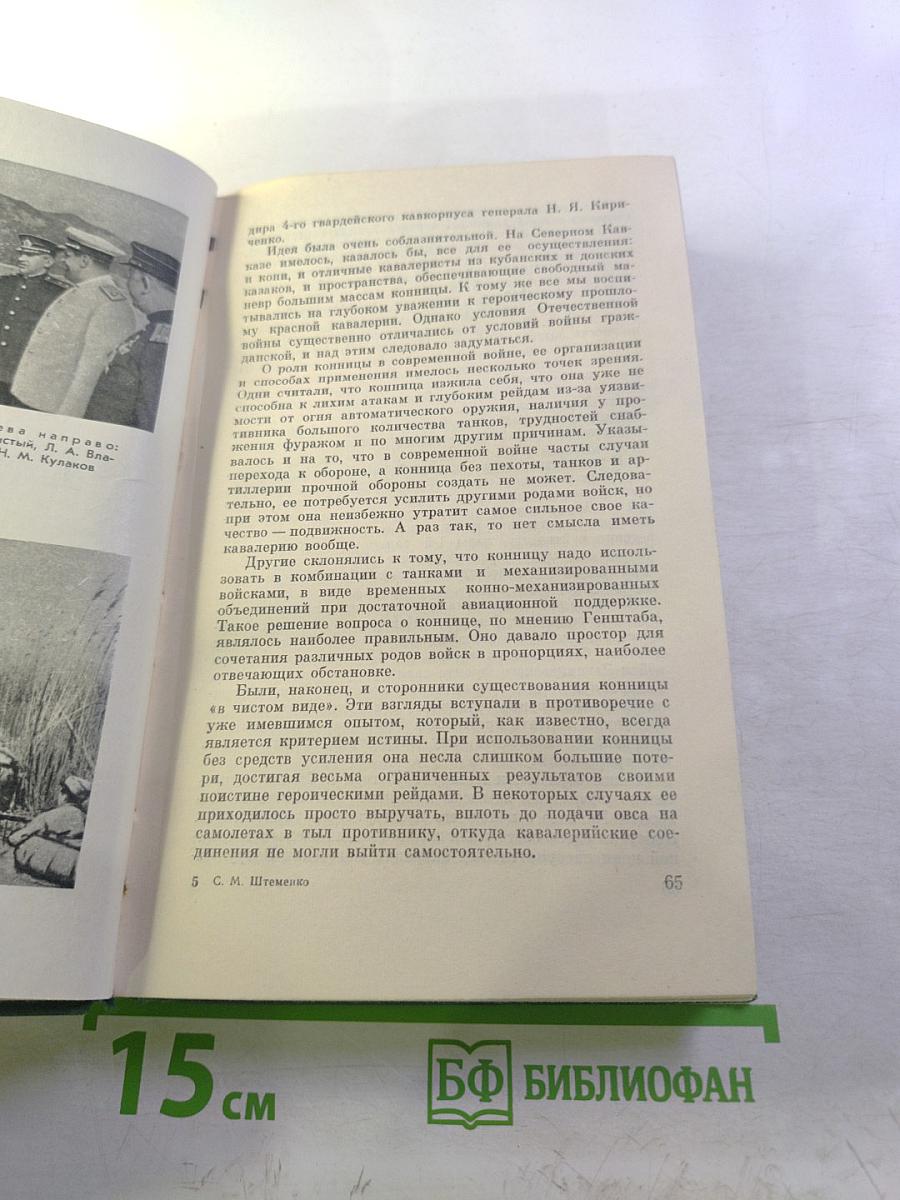 ева направо:
стый, Л. А. Вла-
Н. М. Кулаков
дира 4-го гвардейского кавкорпуса генерала Н. Я. Кири-
ченко.
Идея была очень соблазнительной. На Северном Кав-
казе имелось, казалось бы, все для ее осуществления:
и кони, и отличные кавалеристы из кубанских и донских
казаков, и пространства, обеспечивающие свободный ма-
невр большим массам конницы. К тому же все мы воспи-
тывались на глубоком уважении к героическому прошло-
му красной кавалерии. Однако условия Отечественной
войны существенно отличались от условий войны граж-
данской, и над этим следовало задуматься.
О роли конницы в современной войне, ее организации
и способах применения имелось несколько точек зрения.
Одни считали, что конница изжила себя, что она уже не
способна к лихим атакам и глубоким рейдам из-за уязви-
мости от огня автоматического оружия, наличия у про-
тивника большого количества танков, трудностей снаб-
жения фуражом и по многим другим причинам. Указы-
валось и на то, что в современной войне часты случаи
перехода к обороне, а конница без пехоты, танков и ар-
тиллерии прочной обороны создать не может. Следова-
тельно, ее потребуется усилить другими родами войск, но
при этом она неизбежно утратит самое сильное свое ка-
чество — подвижность. А раз так, то нет смысла иметь
кавалерию вообще.
Другие склонялись к тому, что конницу надо исполь-
зовать в комбинации с танками и механизированными
войсками, в виде временных конно-механизированных
объединений при достаточной авиационной поддержке.
Такое решение вопроса о коннице, по мнению Генштаба,
являлось наиболее правильным. Оно давало простор для
сочетания различных родов войск в пропорциях, наиболее
отвечающих обстановке.
Были, наконец, и сторонники существования конницы
«в чистом виде». Эти взгляды вступали в противоречие с
уже имевшимся опытом, который, как известно, всегда
является критерием истины. При использовании конницы
без средств усиления она несла слишком большие поте-
ри, достигая весьма ограниченных результатов своими
поистине героическими рейдами. В некоторых случаях ее
приходилось просто выручать, вплоть до подачи овса на
самолетах в тыл противнику, откуда кавалерийские сое-
динения не могли выйти самостоятельно.
5 С. М. Штеменко 65
15 см
БФ БИБЛИОФАН